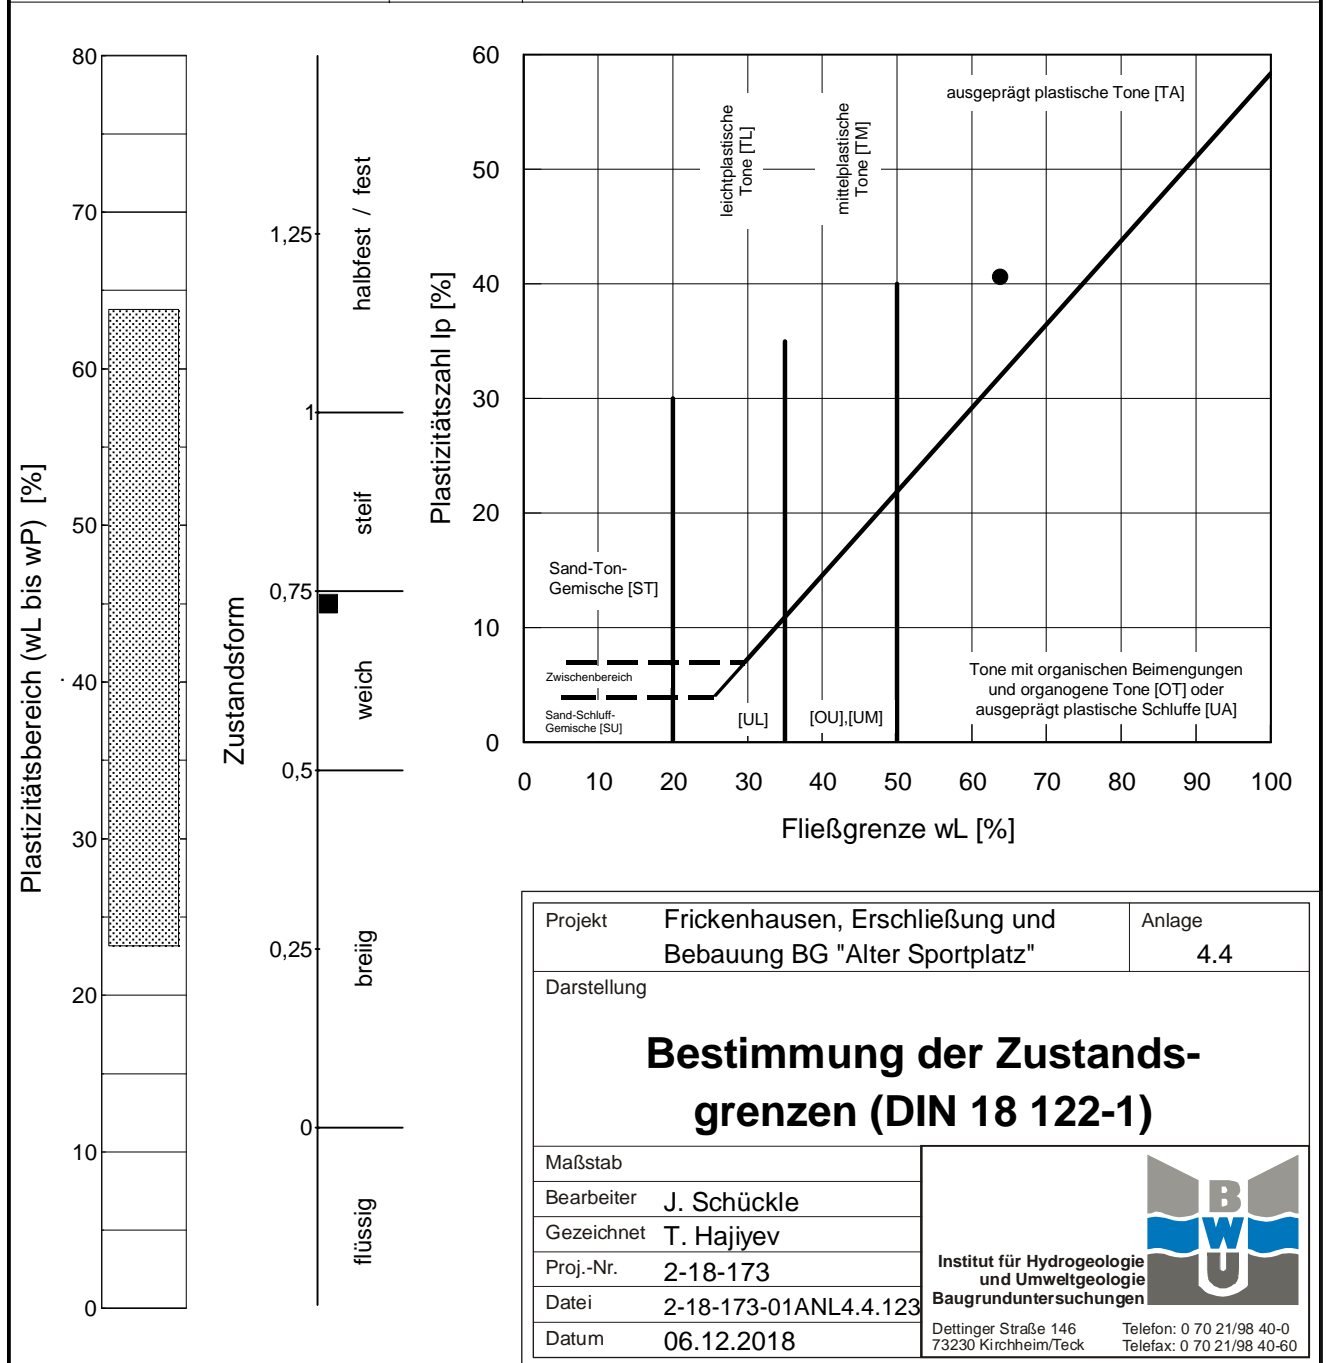 Plastizitätsbereich (wL bis wP) [%]
80
70
60
50
40
30
20
10
0
Zustandsform
1,25
1
0,75
0,5
0,25
0
halbfest / fest
steif
weich
breiig
flüssig
Plastizitätszahl Ip [%]
60
50
40
30
20
10
0
leichtplastische
Tone [TL]
mittelplastische
Tone [TM]
ausgeprägt plastische Tone [TA]
Sand-Ton-
Gemische [ST]
Zwischenbereich
Sand-Schluff-
Gemische [SU]
[UL]
[OU],[UM]
Tone mit organischen Beimengungen
und organogene Tone [OT] oder
ausgeprägt plastische Schluffe [UA]
0 10 20 30 40 50 60 70 80 90 100
Fließgrenze wL [%]
Projekt Frickenhausen, Erschließung und
Bebauung BG "Alter Sportplatz"
Anlage
4.4
Darstellung
Bestimmung der Zustands-
grenzen (DIN 18 122-1)
Maßstab
Bearbeiter J. Schückle
Gezeichnet T. Hajiyev
Proj.-Nr. 2-18-173
Datei 2-18-173-01ANL4.4.123
Datum 06.12.2018
BWU
Institut für Hydrogeologie
und Umweltgeologie
Baugrunduntersuchungen
Dettinger Straße 146 Telefon: 0 70 21/98 40-0
73230 Kirchheim/Teck Telefax: 0 70 21/98 40-60